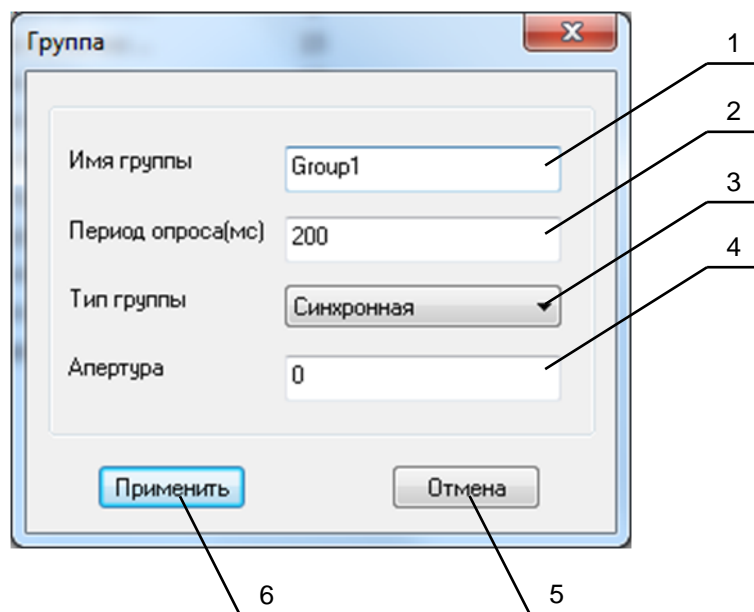 Группа
1
2
3
4
Имя группы
Group1
Период опроса(мс)
200
Тип группы
Синхронная
Апертура
0
Применить
Отмена
6
5